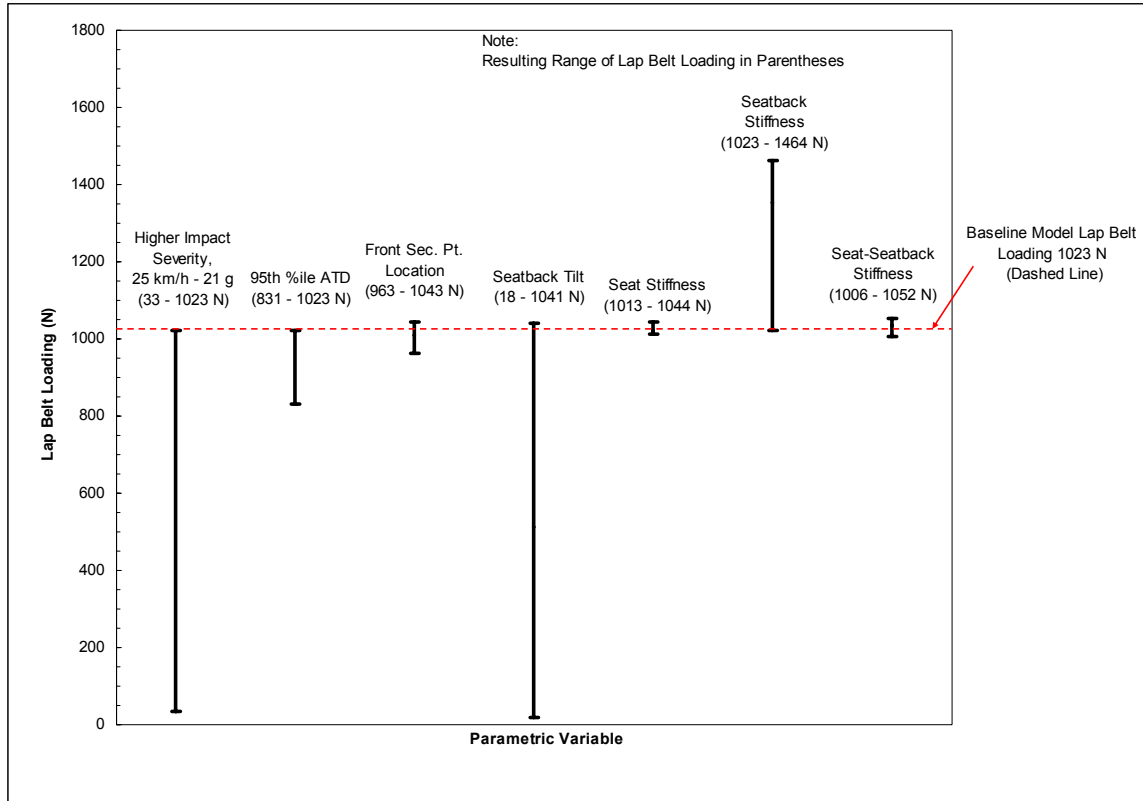 1800
1600
1400
1200
1000
800
600
400
200
0
Lap Belt Loading (N)
Note:
Resulting Range of Lap Belt Loading in Parentheses
Higher Impact
Severity,
25 km/h - 21 g
(33 - 1023 N)
95th %ile ATD
(831 - 1023 N)
Front Sec. Pt.
Location
(963 - 1043 N)
Seatback Tilt
(18 - 1041 N)
Seat Stiffness
(1013 - 1044 N)
Seatback
Stiffness
(1023 - 1464 N)
Seat-Seatback
Stiffness
(1006 - 1052 N)
Baseline Model Lap Belt
Loading 1023 N
(Dashed Line)
Parametric Variable